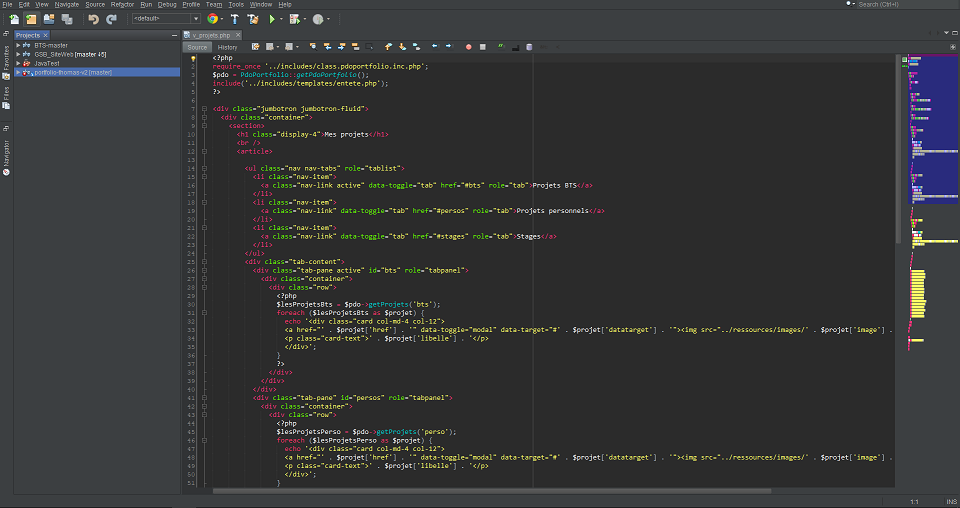 File Edit View Navigate Source Refactor Run Debug Profile Team Tools Window Help
Search (Ctrl+I)
<default>
Projects
BTS-master
GSB_SiteWeb [master ↓5]
JavaTest
portfolio-thomas-v2 [master]
Favorites
Files
Navigator
v_projets.php
Source History
1 <?php
2 require_once '../includes/class.pdoportfolio.inc.php';
3 $pdo = PdoPortfolio::getPdoPortfolio();
4 include('../includes/templates/entete.php');
5 ?>
6
7 <div class="jumbotron jumbotron-fluid">
8 <div class="container">
9 <section>
10 <h1 class="display-4">Mes projets</h1>
11 <br />
12 <article>
13
14 <ul class="nav nav-tabs" role="tablist">
15 <li class="nav-item">
16 <a class="nav-link active" data-toggle="tab" href="#bts" role="tab">Projets BTS</a>
17 </li>
18 <li class="nav-item">
19 <a class="nav-link" data-toggle="tab" href="#persos" role="tab">Projets personnels</a>
20 </li>
21 <li class="nav-item">
22 <a class="nav-link" data-toggle="tab" href="#stages" role="tab">Stages</a>
23 </li>
24 </ul>
25 <div class="tab-content">
26 <div class="tab-pane active" id="bts" role="tabpanel">
27 <div class="container">
28 <div class="row">
29 <?php
30 $lesProjetsBts = $pdo->getProjets('bts');
31 foreach ($lesProjetsBts as $projet) {
32 echo '<div class="card col-md-4 col-12">
33 <a href="' . $projet['href'] . '" data-toggle="modal" data-target="#' . $projet['datatarget'] . '"><img src="../ressources/images/' . $projet['image'] .
34 <p class="card-text">' . $projet['libelle'] . '</p>
35 </div>';
36 }
37 ?>
38 </div>
39 </div>
40 </div>
41 <div class="tab-pane" id="persos" role="tabpanel">
42 <div class="container">
43 <div class="row">
44 <?php
45 $lesProjetsPerso = $pdo->getProjets('perso');
46 foreach ($lesProjetsPerso as $projet) {
47 echo '<div class="card col-md-4 col-12">
48 <a href="' . $projet['href'] . '" data-toggle="modal" data-target="#' . $projet['datatarget'] . '"><img src="../ressources/images/' . $projet['image'] .
49 <p class="card-text">' . $projet['libelle'] . '</p>
50 </div>';
51 }
1:1 INS